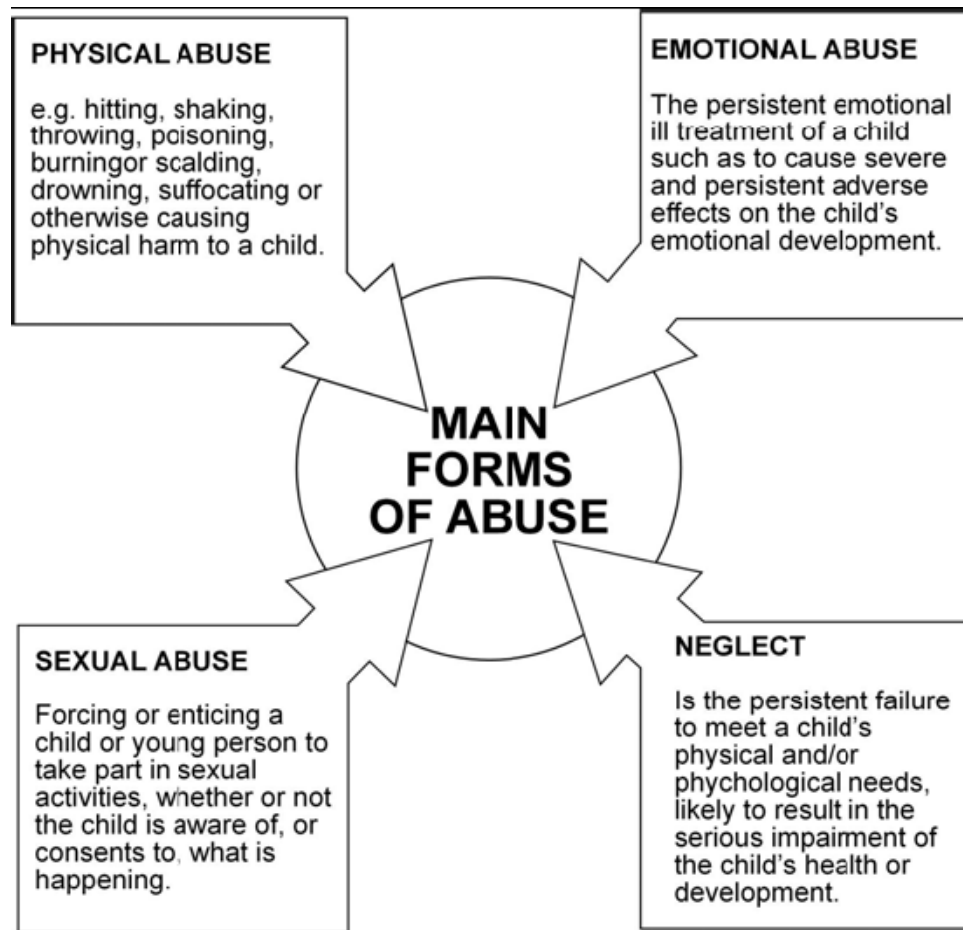 PHYSICAL ABUSE
e.g. hitting, shaking,
throwing, poisoning,
burningor scalding,
drowning, suffocating or
otherwise causing
physical harm to a child.
EMOTIONAL ABUSE
The persistent emotional
ill treatment of a child
such as to cause severe
and persistent adverse
effects on the child's
emotional development.
MAIN
FORMS
OF ABUSE
SEXUAL ABUSE
Forcing or enticing a
child or young person to
take part in sexual
activities, whether or not
the child is aware of, or
consents to, what is
happening.
NEGLECT
Is the persistent failure
to meet a child's
physical and/or
phychological needs,
likely to result in the
serious impairment of
the child's health or
development.